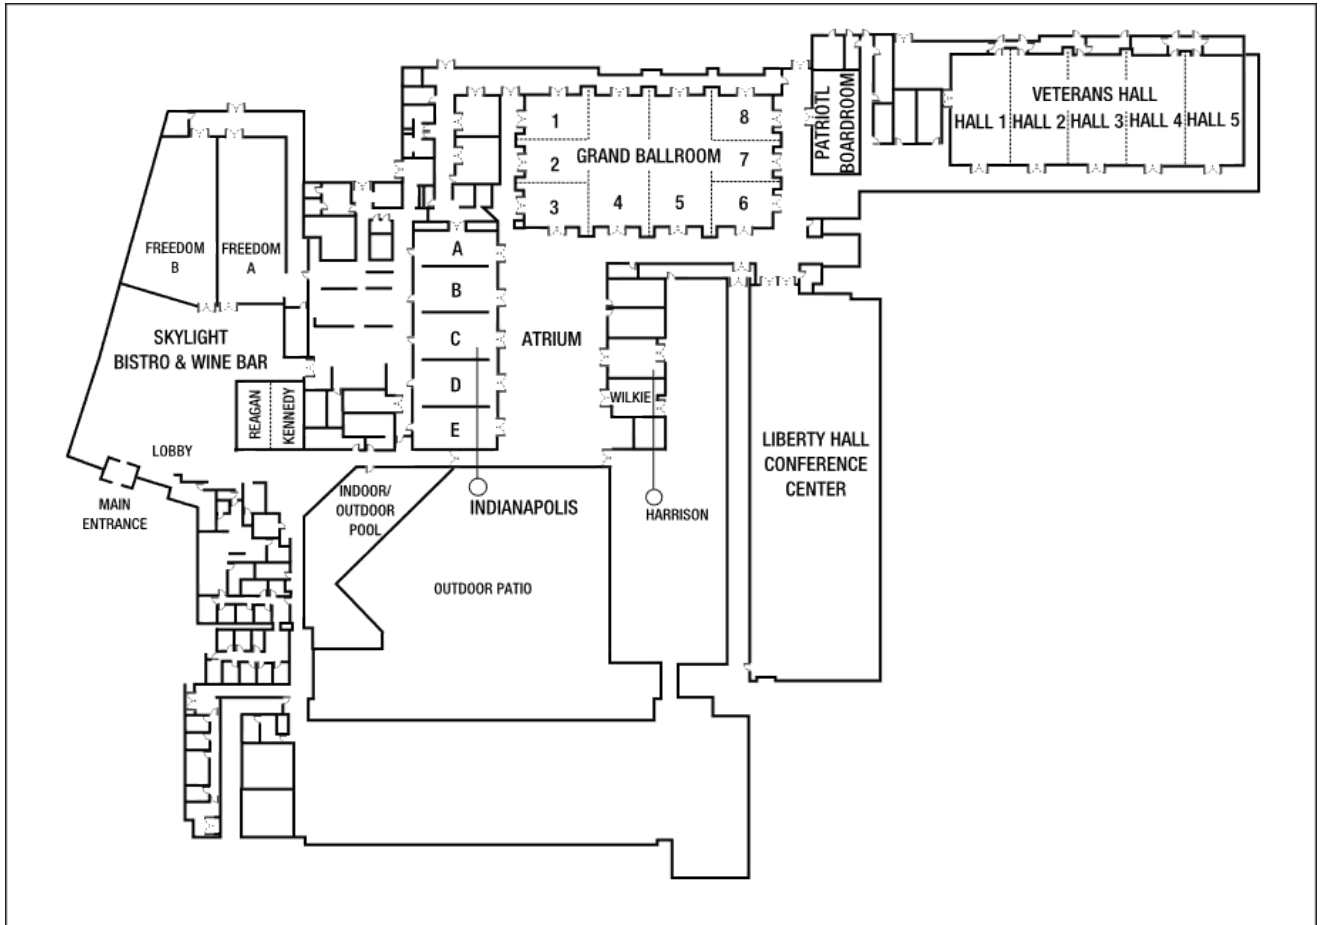 VETERANS HALL
HALL 1
HALL 2
HALL 3
HALL 4
HALL 5
PATRIOTL
BOARDROOM
GRAND BALLROOM
1
2
3
4
5
6
7
8
FREEDOM
B
FREEDOM
A
A
B
C
D
E
ATRIUM
SKYLIGHT
BISTRO & WINE BAR
REAGAN
KENNEDY
WILKIE
LOBBY
MAIN
ENTRANCE
INDOOR/
OUTDOOR
POOL
INDIANAPOLIS
HARRISON
LIBERTY HALL
CONFERENCE
CENTER
OUTDOOR PATIO